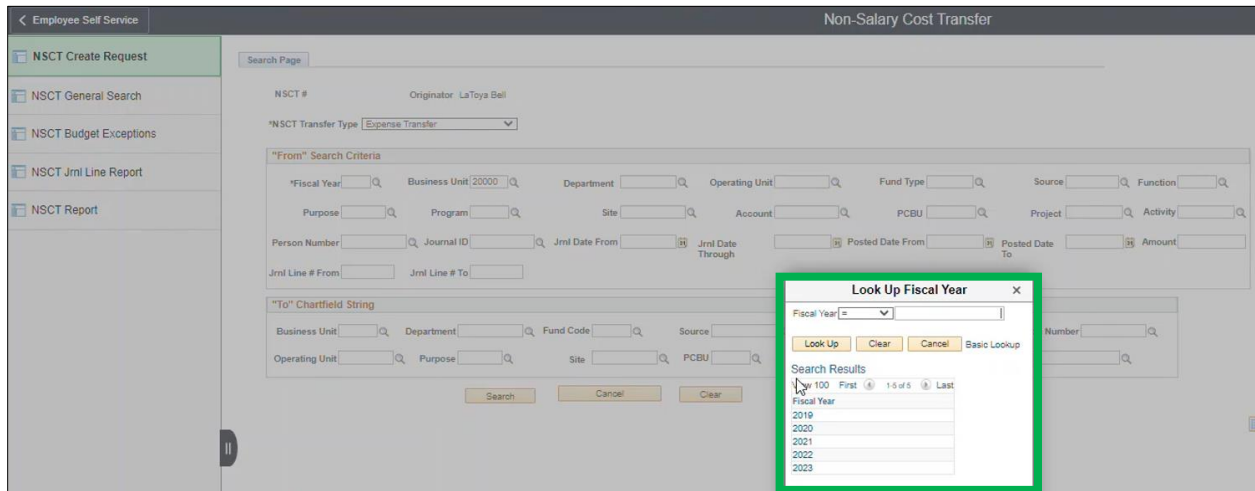 Employee Self Service
Non-Salary Cost Transfer
NSCT Create Request
NSCT General Search
NSCT Budget Exceptions
NSCT Jrnl Line Report
NSCT Report
Search Page
NSCT # Originator LaToya Bell
*NSCT Transfer Type Expense Transfer
"From" Search Criteria
*Fiscal Year Business Unit 20000 Department Operating Unit Fund Type Source Function
Purpose Program Site Account PCBU Project Activity
Person Number Journal ID Jrnl Date From Jrnl Date Through Posted Date From Posted Date To Amount
Jrnl Line # From Jrnl Line # To
"To" Chartfield String
Business Unit Department Fund Code Source Number
Operating Unit Purpose Site PCBU
Search Cancel Clear
Look Up Fiscal Year
Fiscal Year =
Look Up Clear Cancel Basic Lookup
Search Results
100 First 1-5 of 5 Last
Fiscal Year
2019
2020
2021
2022
2023